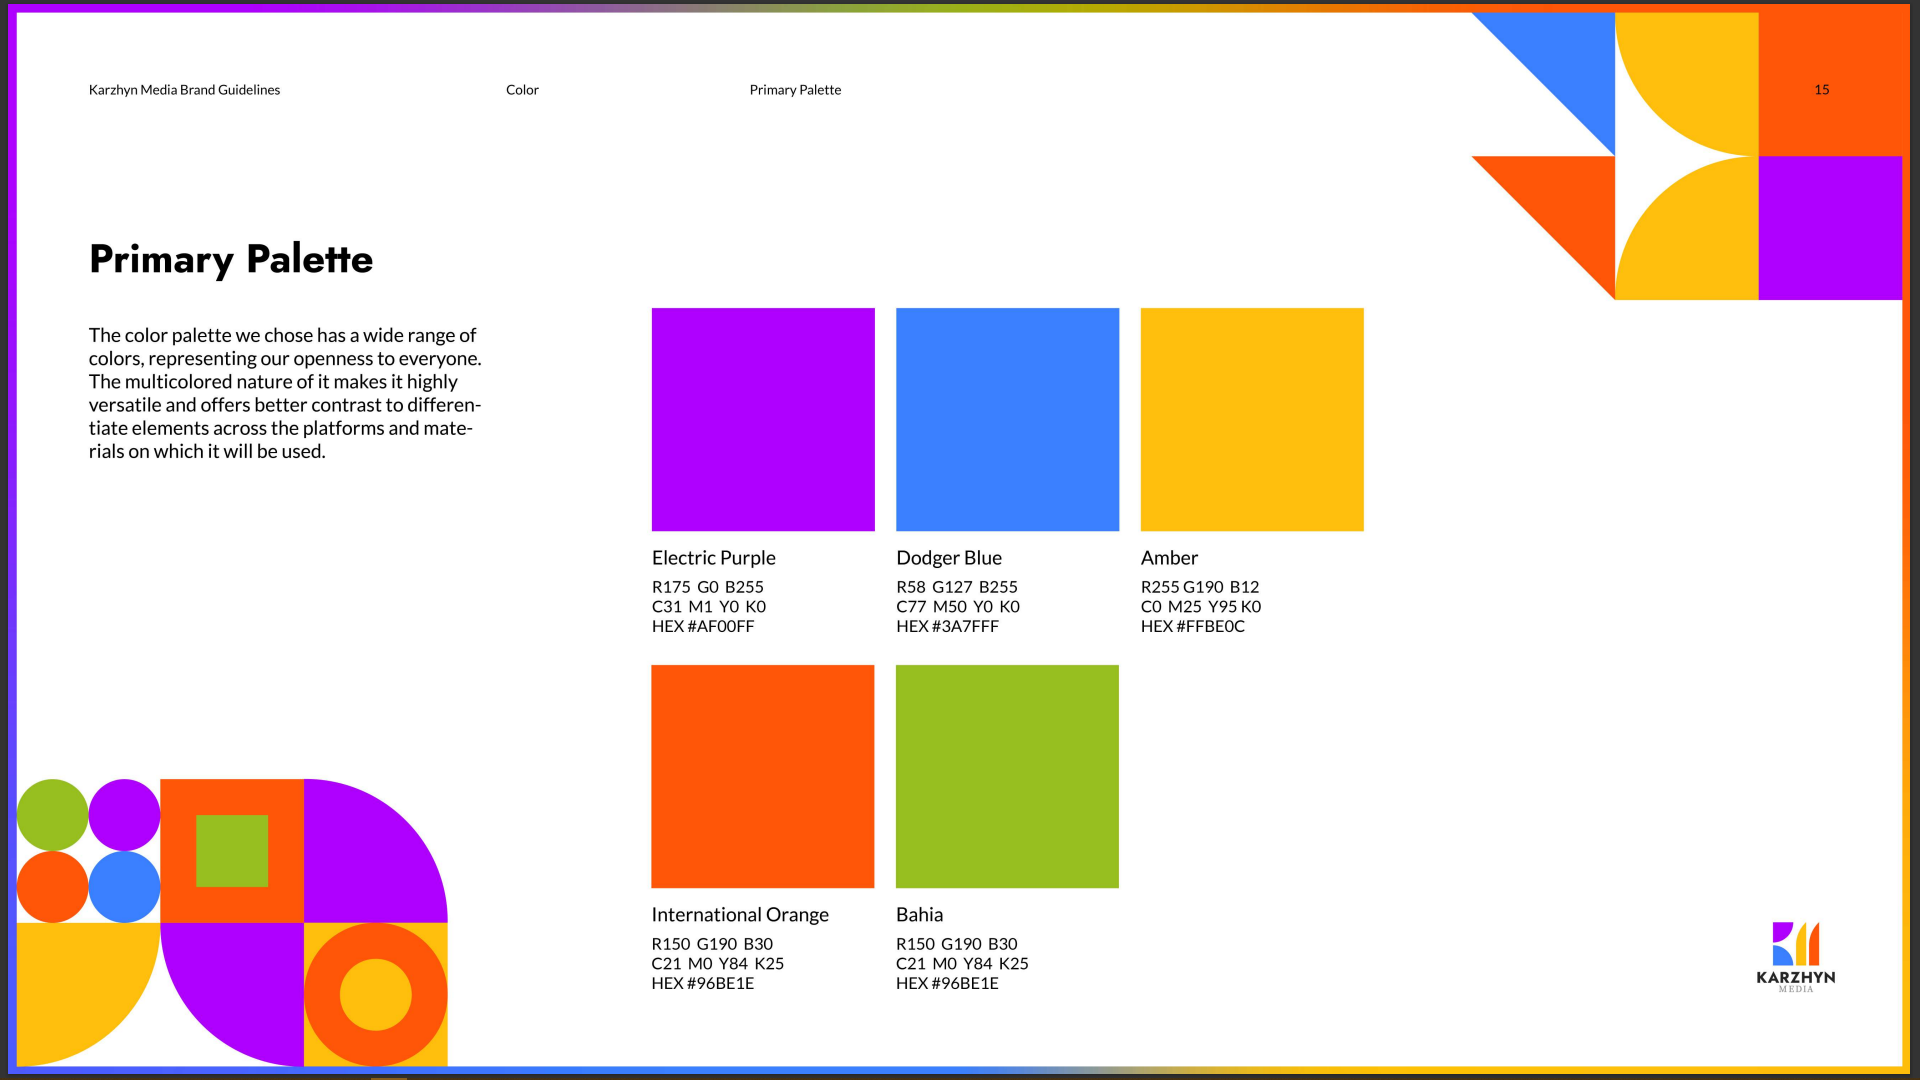 Karzhyn Media Brand Guidelines
Color
Primary Palette
15
Primary Palette
The color palette we chose has a wide range of
colors, representing our openness to everyone.
The multicolored nature of it makes it highly
versatile and offers better contrast to differen-
tiate elements across the platforms and mate-
rials on which it will be used.
Electric Purple
R175 G0 B255
C31 M1 Y0 K0
HEX #AF00FF
Dodger Blue
R58 G127 B255
C77 M50 Y0 K0
HEX #3A7FFF
Amber
R255 G190 B12
C0 M25 Y95 K0
HEX #FFBE0C
International Orange
R150 G190 B30
C21 M0 Y84 K25
HEX #96BE1E
Bahia
R150 G190 B30
C21 M0 Y84 K25
HEX #96BE1E
KARZHYN
MEDIA